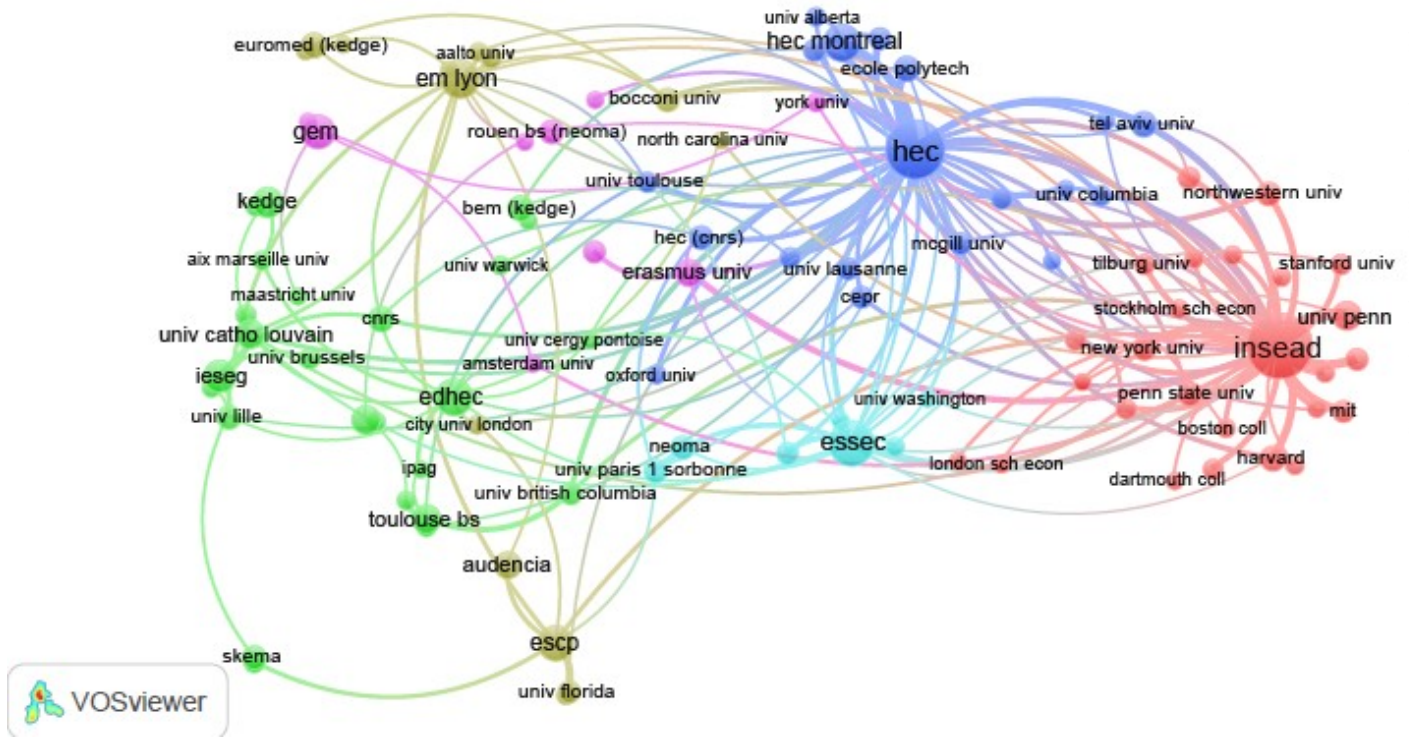 univ alberta
euromed (kedge)
aalto univ
hec montreal
em lyon
ecole polytech
bocconi univ
york univ
gem
rouen bs (neoma)
north carolina univ
tel aviv univ
hec
univ toulouse
univ columbia
northwestern univ
kedge
bem (kedge)
hec (cnrs)
mcgill univ
aix marseille univ
univ warwick
erasmus univ
univ lausanne
tilburg univ
stanford univ
maastricht univ
cepr
stockholm sch econ
cnrs
univ penn
univ catho louvain
univ cergy pontoise
new york univ
insead
univ brussels
amsterdam univ
ieseg
oxford univ
edhec
penn state univ
univ washington
univ lille
city univ london
boston coll
mit
neoma
essec
ipag
univ paris 1 sorbonne
london sch econ
harvard
univ british columbia
dartmouth coll
toulouse bs
audencia
escp
skema
univ florida
VOSviewer